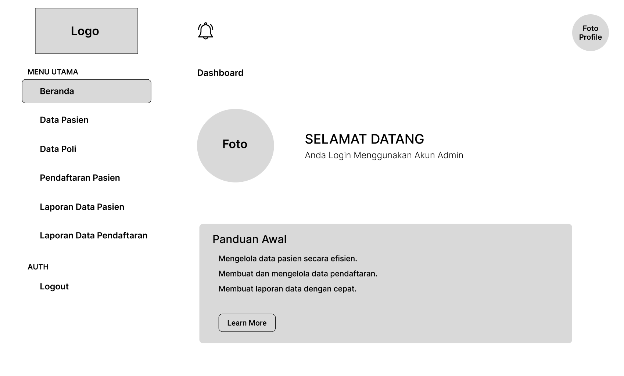 Logo
MENU UTAMA
Beranda
Data Pasien
Data Poli
Pendaftaran Pasien
Laporan Data Pasien
Laporan Data Pendaftaran
AUTH
Logout
Foto
Profile
Dashboard
Foto
SELAMAT DATANG
Anda Login Menggunakan Akun Admin
Panduan Awal
Mengelola data pasien secara efisien.
Membuat dan mengelola data pendaftaran.
Membuat laporan data dengan cepat.
Learn More